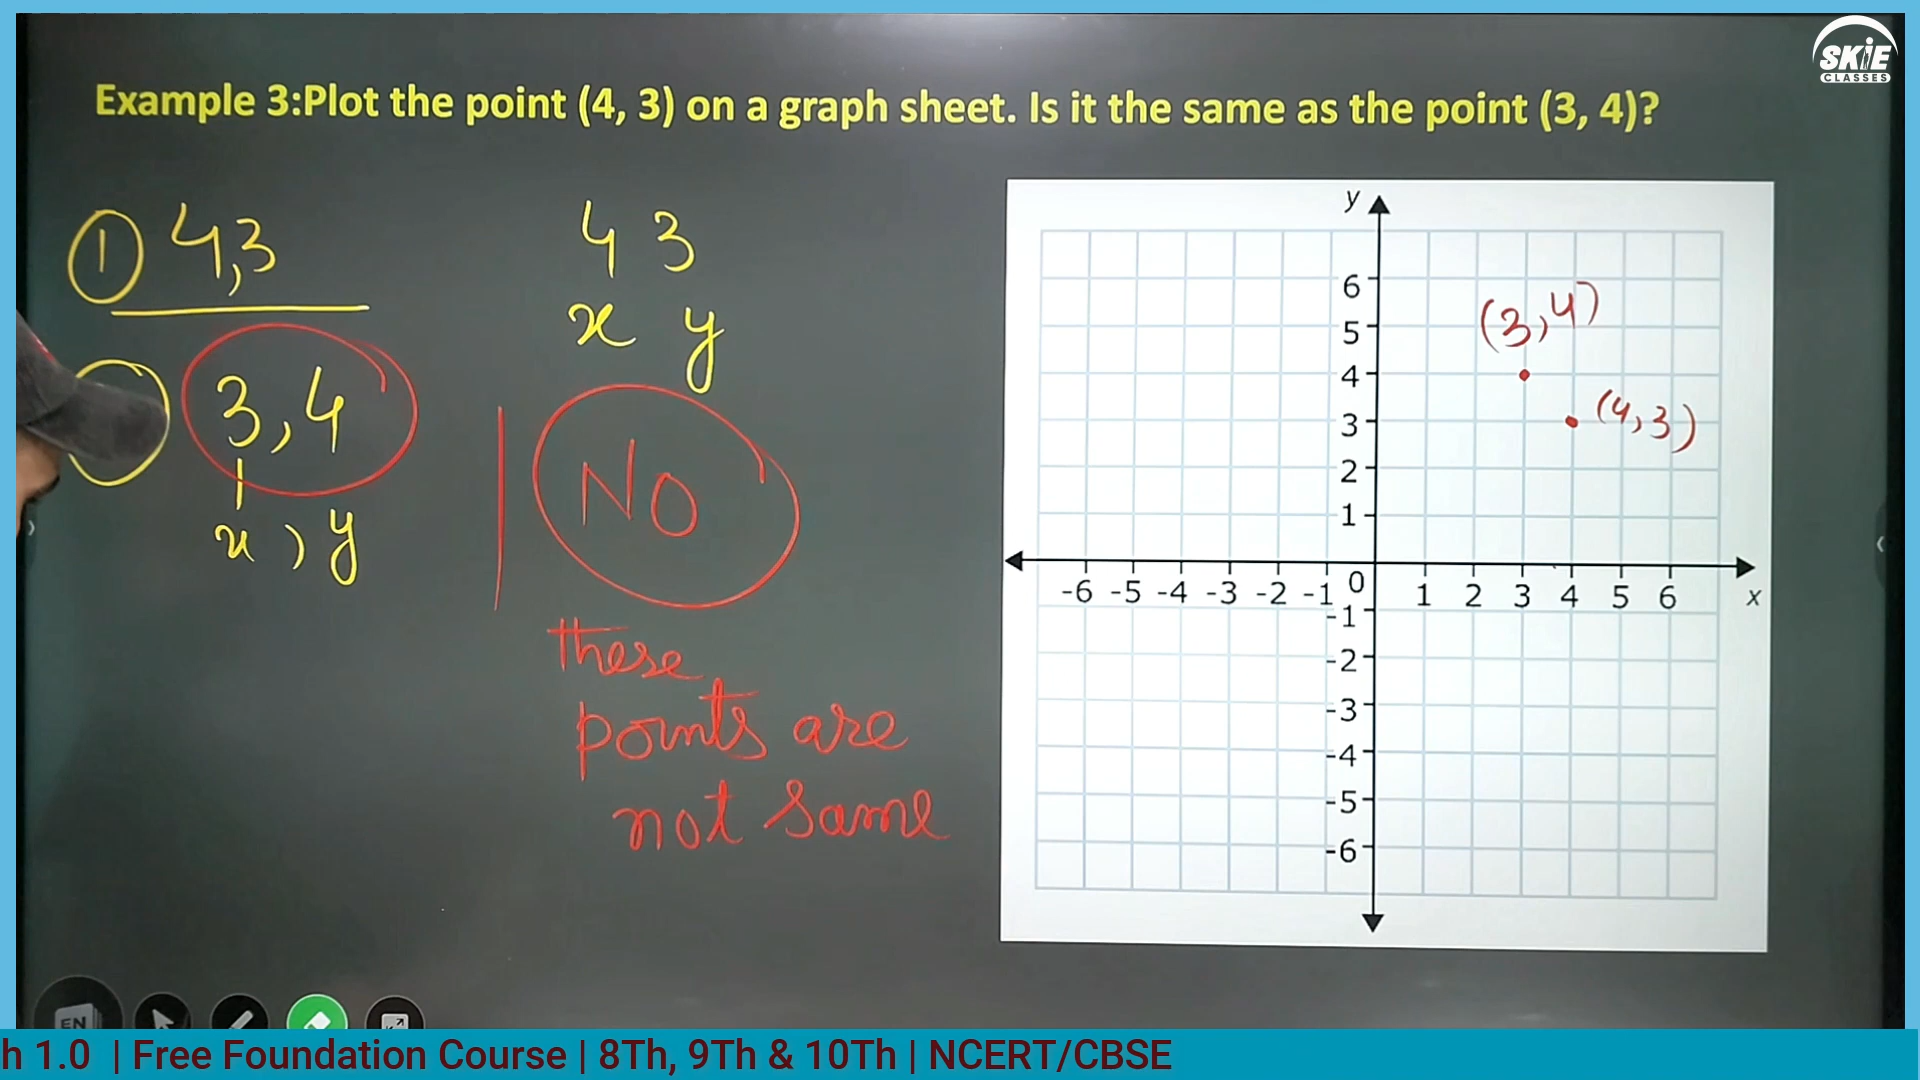 SKIE
CLASSES
Example 3:Plot the point (4, 3) on a graph sheet. Is it the same as the point (3, 4)?
1 4,3
4 3
x y
3, 4
x, y
NO
these
points are
not same
y
6
5
4
3
2
1
(3,4)
(4,3)
-6 -5 -4 -3 -2 -1 0 1 2 3 4 5 6 x
-1
-2
-3
-4
-5
-6
EN
h 1.0 | Free Foundation Course | 8Th, 9Th & 10Th | NCERT/CBSE